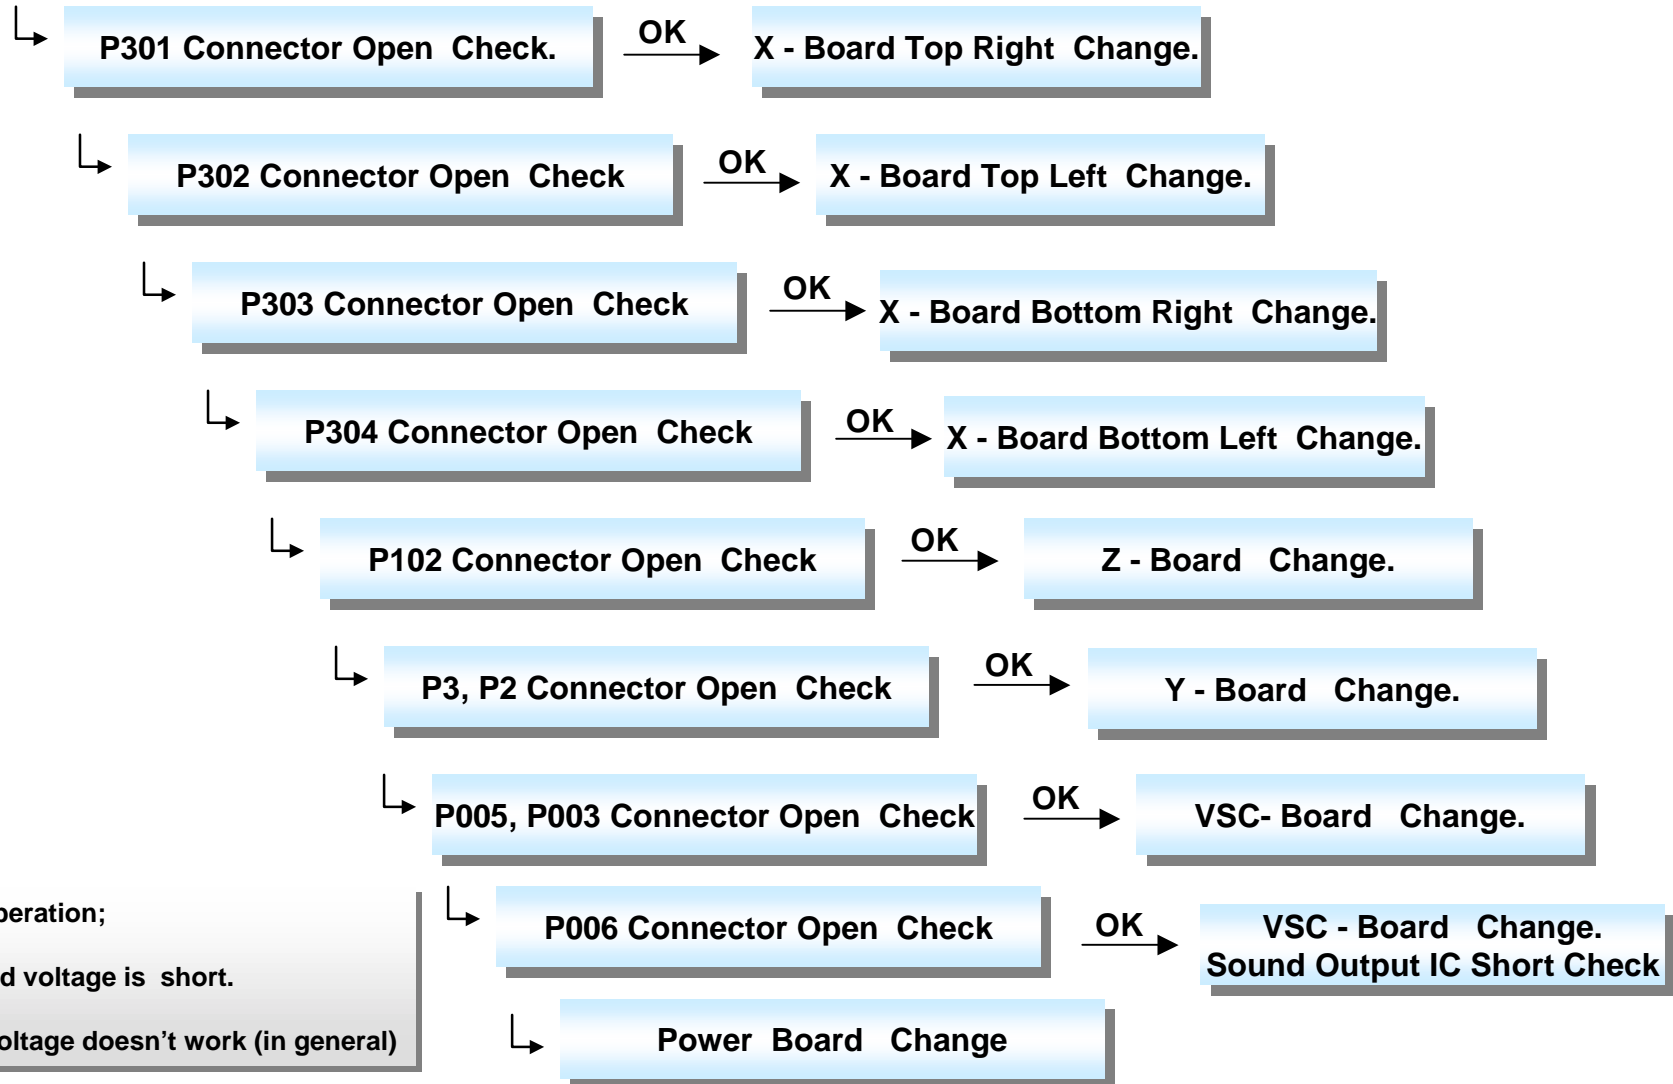 P301 Connector Open Check.
OK
X - Board Top Right Change.
P302 Connector Open Check
OK
X - Board Top Left Change.
P303 Connector Open Check
OK
X - Board Bottom Right Change.
P304 Connector Open Check
OK
X - Board Bottom Left Change.
P102 Connector Open Check
OK
Z - Board Change.
P3, P2 Connector Open Check
OK
Y - Board Change.
P005, P003 Connector Open Check
OK
VSC- Board Change.
P006 Connector Open Check
OK
VSC - Board Change.
Sound Output IC Short Check
Power Board Change
voltage is short.
doesn't work (in general)